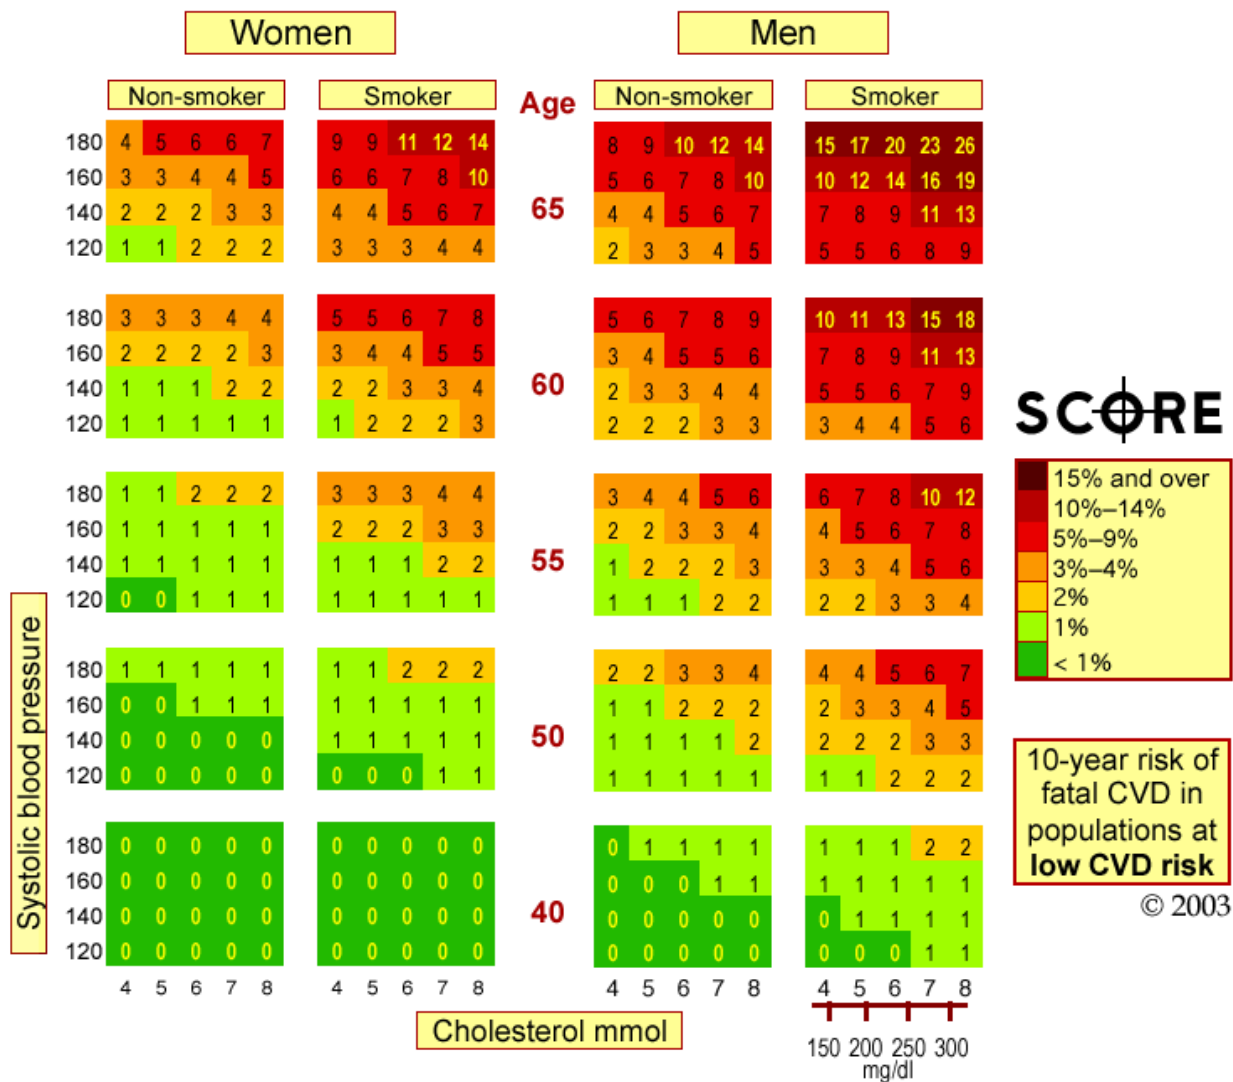 Women Men
Non-smoker Smoker Age Non-smoker Smoker
180 4 5 6 6 7 9 9 11 12 14 8 9 10 12 14 15 17 20 23 26
160 3 3 4 4 5 6 6 7 8 10 5 6 7 8 10 10 12 14 16 19
65
140 2 2 2 3 3 4 4 5 6 7 4 4 5 6 7 7 8 9 11 13
120 1 1 2 2 2 3 3 3 4 4 2 3 3 4 5 5 5 6 8 9
180 3 3 3 4 4 5 5 6 7 8 5 6 7 8 9 10 11 13 15 18
160 2 2 2 2 3 3 4 4 5 5 3 4 5 5 6 7 8 9 11 13
60
140 1 1 1 2 2 2 2 3 3 4 2 3 3 4 4 5 5 6 7 9
120 1 1 1 1 1 1 2 2 2 3 2 2 2 3 3 3 4 4 5 6
180 1 1 2 2 2 3 3 3 4 4 3 4 4 5 6 6 7 8 10 12
160 1 1 1 1 1 2 2 2 3 3 2 2 3 3 4 4 5 6 7 8
55
140 1 1 1 1 1 1 1 1 2 2 1 2 2 2 3 3 3 4 5 6
120 0 0 1 1 1 1 1 1 1 1 1 1 1 2 2 2 2 3 3 4
180 1 1 1 1 1 1 1 2 2 2 2 2 3 3 4 4 4 5 6 7
160 0 0 1 1 1 1 1 1 1 1 1 1 2 2 2 2 3 3 4 5
50
140 0 0 0 0 0 1 1 1 1 1 1 1 1 1 2 2 2 2 3 3
120 0 0 0 0 0 0 0 0 1 1 1 1 1 1 1 1 1 2 2 2
180 0 0 0 0 0 0 0 0 0 0 0 1 1 1 1 1 1 1 2 2
160 0 0 0 0 0 0 0 0 0 0 0 0 0 1 1 1 1 1 1 1
40
140 0 0 0 0 0 0 0 0 0 0 0 0 0 0 0 0 1 1 1 1
120 0 0 0 0 0 0 0 0 0 0 0 0 0 0 0 0 0 0 1 1
4 5 6 7 8 4 5 6 7 8 4 5 6 7 8 4 5 6 7 8
Systolic blood pressure
Cholesterol mmol
150 200 250 300
mg/dl
SCORE
15% and over
10%–14%
5%–9%
3%–4%
2%
1%
< 1%
10-year risk of
fatal CVD in
populations at
low CVD risk
© 2003